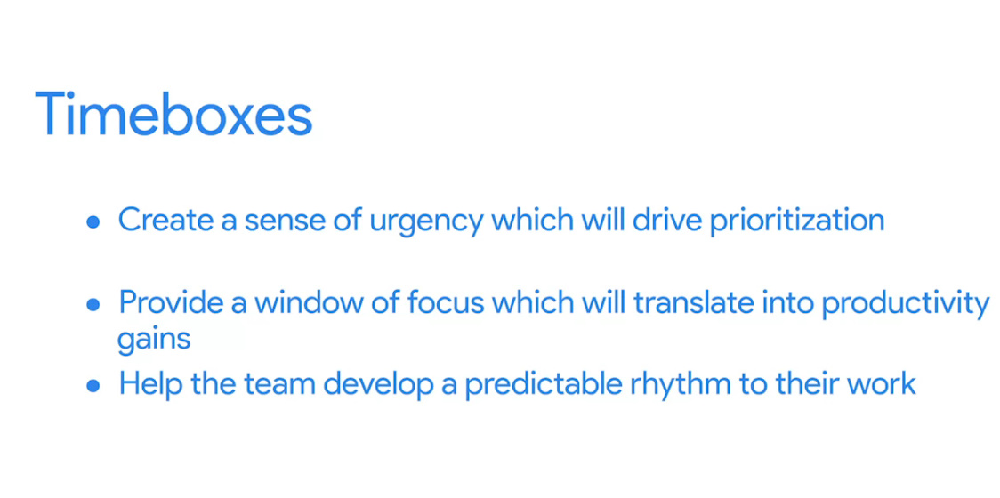 Timeboxes
● Create a sense of urgency which will drive prioritization
● Provide a window of focus which will translate into productivity
gains
● Help the team develop a predictable rhythm to their work